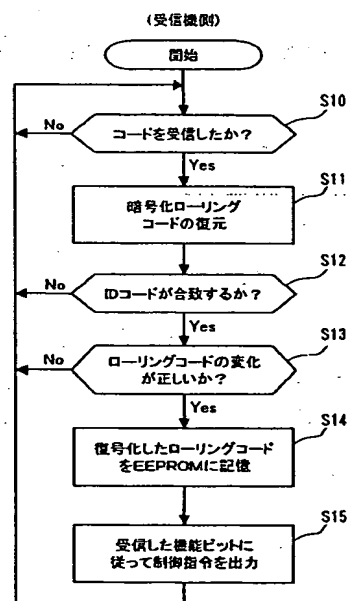 (受信機側)
開始
S10
No
コードを受信したか?
Yes
S11
暗号化ローリング
コードの復元
S12
No
IDコードが合致するか?
Yes
S13
No
ローリングコードの変化
が正しいか?
Yes
S14
復号化したローリングコード
をEEPROMに記憶
S15
受信した機能ビットに
従って制御指令を出力